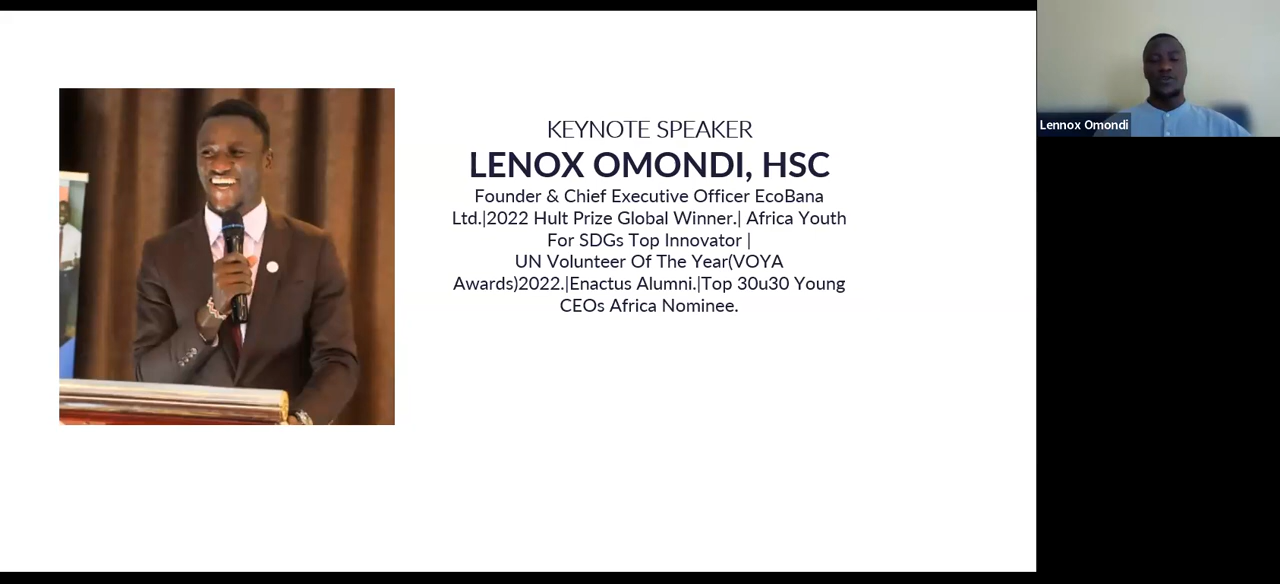 KEYNOTE SPEAKER
LENOX OMONDI, HSC
Founder & Chief Executive Officer EcoBana
Ltd.|2022 Hult Prize Global Winner.| Africa Youth
For SDGs Top Innovator |
UN Volunteer Of The Year(VOYA
Awards)2022.|Enactus Alumni.|Top 30u30 Young
CEOs Africa Nominee.
Lennox Omondi